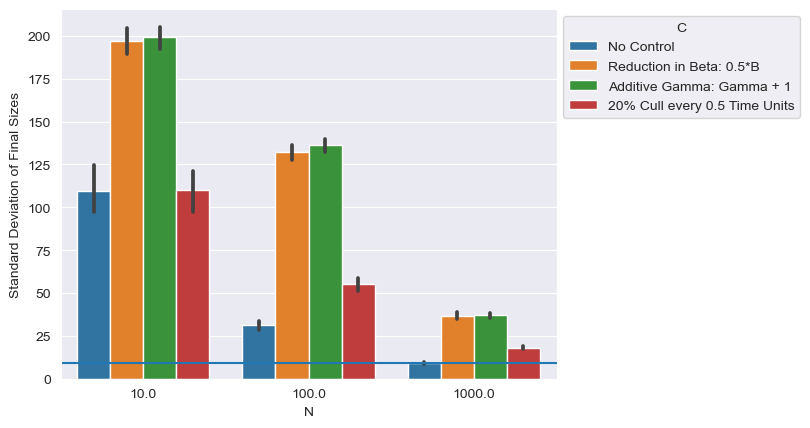 C
No Control
Reduction in Beta: 0.5*B
Additive Gamma: Gamma + 1
20% Cull every 0.5 Time Units
Standard Deviation of Final Sizes
200
175
150
125
100
75
50
25
0
10.0
100.0
1000.0
N